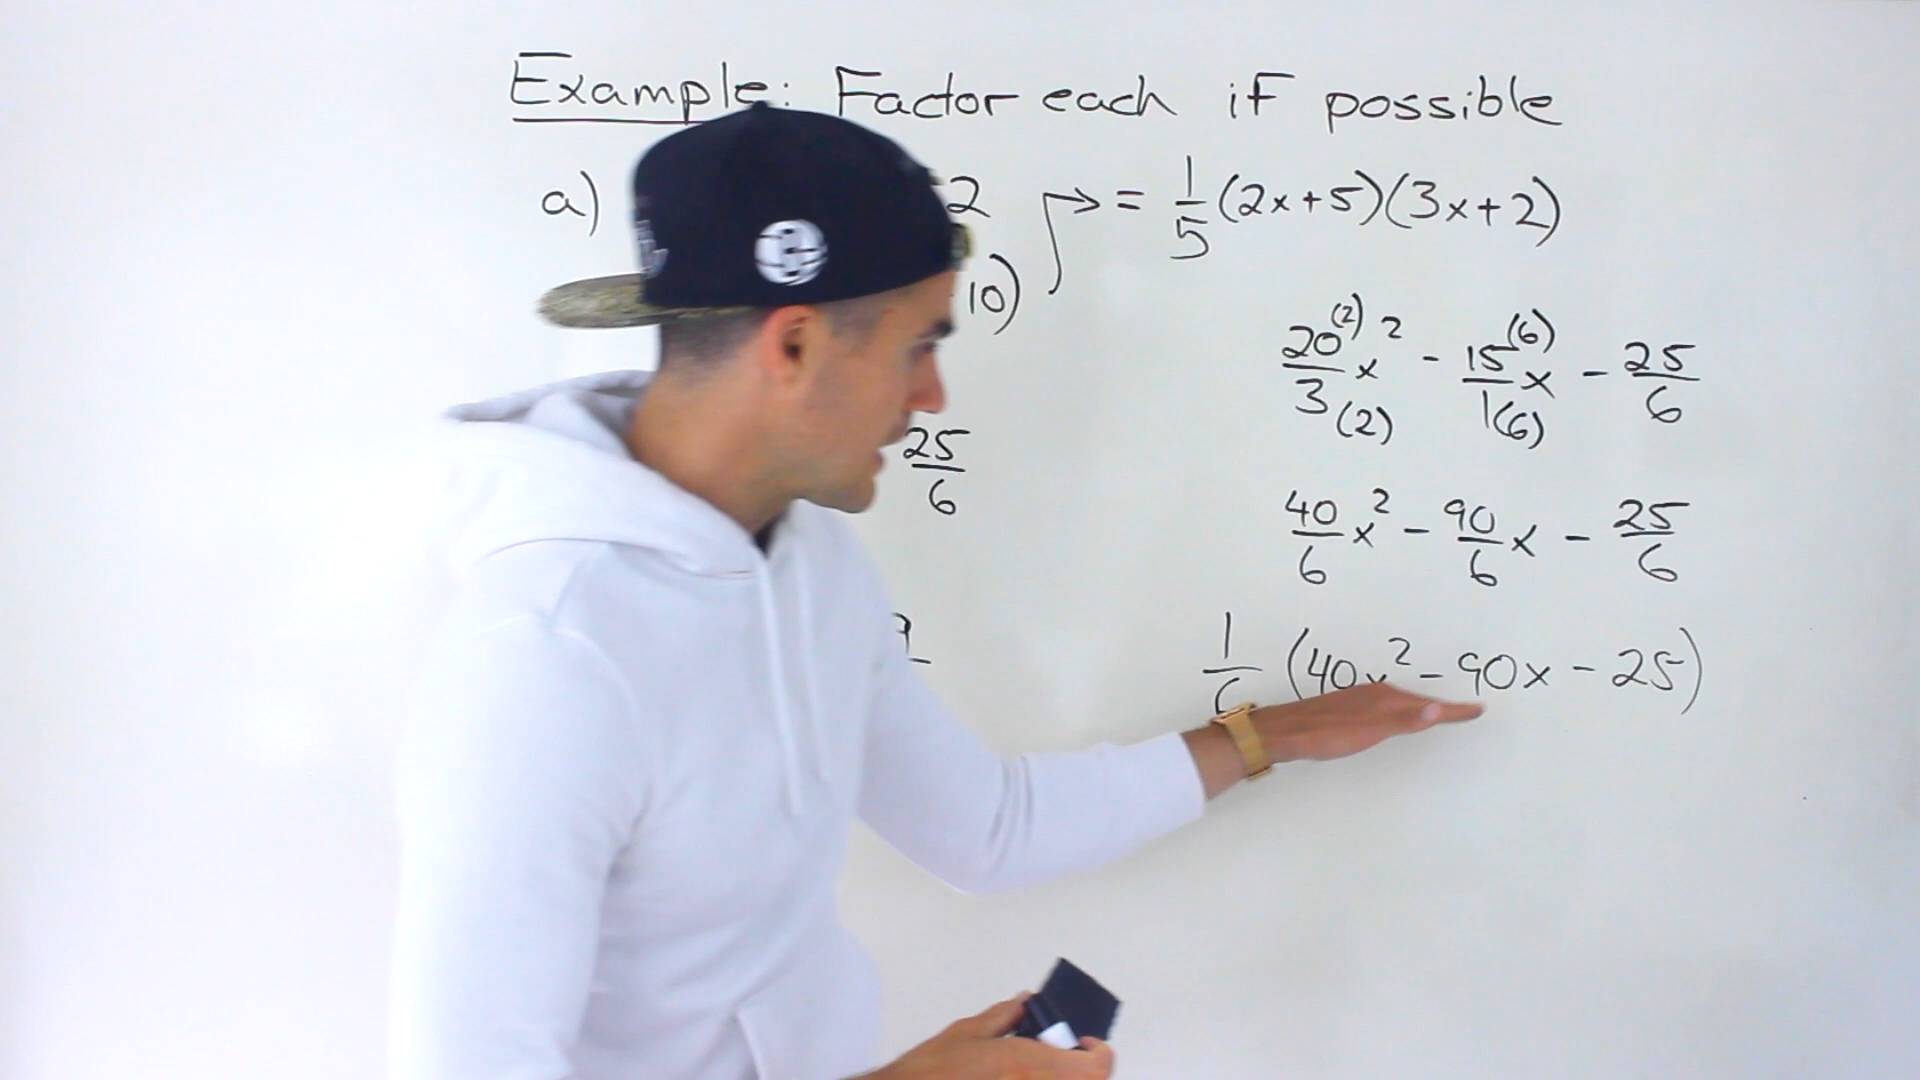 Example: Factor each if possible
a) 2 = 1/5 (2x+5)(3x+2)
10)
20(2)/3(2) x² - 15(6)/1(6) x - 25/6
25/6
40/6 x² - 90/6 x - 25/6
1/6 (40x² - 90x - 25)